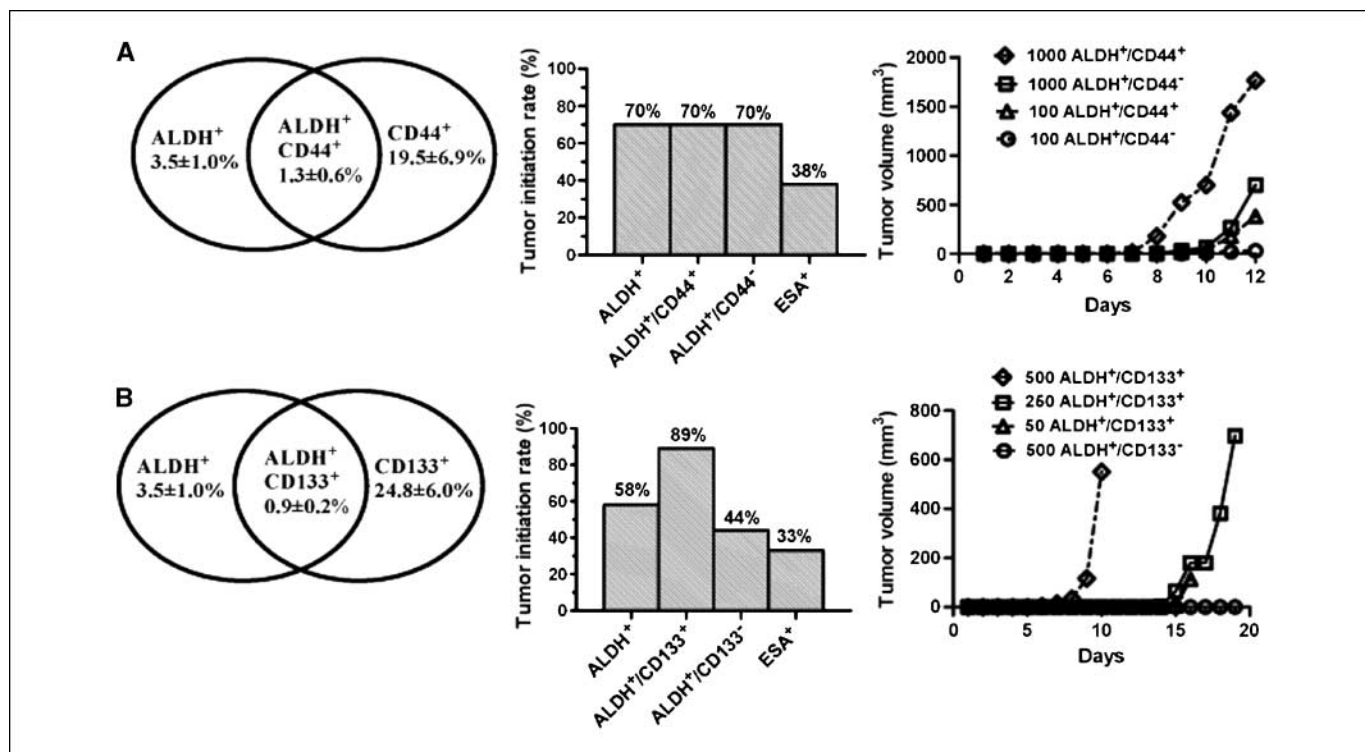 A
ALDH⁺
3.5±1.0%
ALDH⁺
CD44⁺
1.3±0.6%
CD44⁺
19.5±6.9%
Tumor initiation rate (%)
100
80
60
40
20
0
70%
70%
70%
38%
ALDH⁺
ALDH⁺/CD44⁺
ALDH⁺/CD44⁻
ESA⁺
1000 ALDH⁺/CD44⁺
1000 ALDH⁺/CD44⁻
100 ALDH⁺/CD44⁺
100 ALDH⁺/CD44⁻
Tumor volume (mm³)
2000
1500
1000
500
0
0 2 4 6 8 10 12
Days
B
ALDH⁺
3.5±1.0%
ALDH⁺
CD133⁺
0.9±0.2%
CD133⁺
24.8±6.0%
Tumor initiation rate (%)
100
80
60
40
20
0
58%
89%
44%
33%
ALDH⁺
ALDH⁺/CD133⁺
ALDH⁺/CD133⁻
ESA⁺
500 ALDH⁺/CD133⁺
250 ALDH⁺/CD133⁺
50 ALDH⁺/CD133⁺
500 ALDH⁺/CD133⁻
Tumor volume (mm³)
800
600
400
200
0
0 5 10 15 20
Days